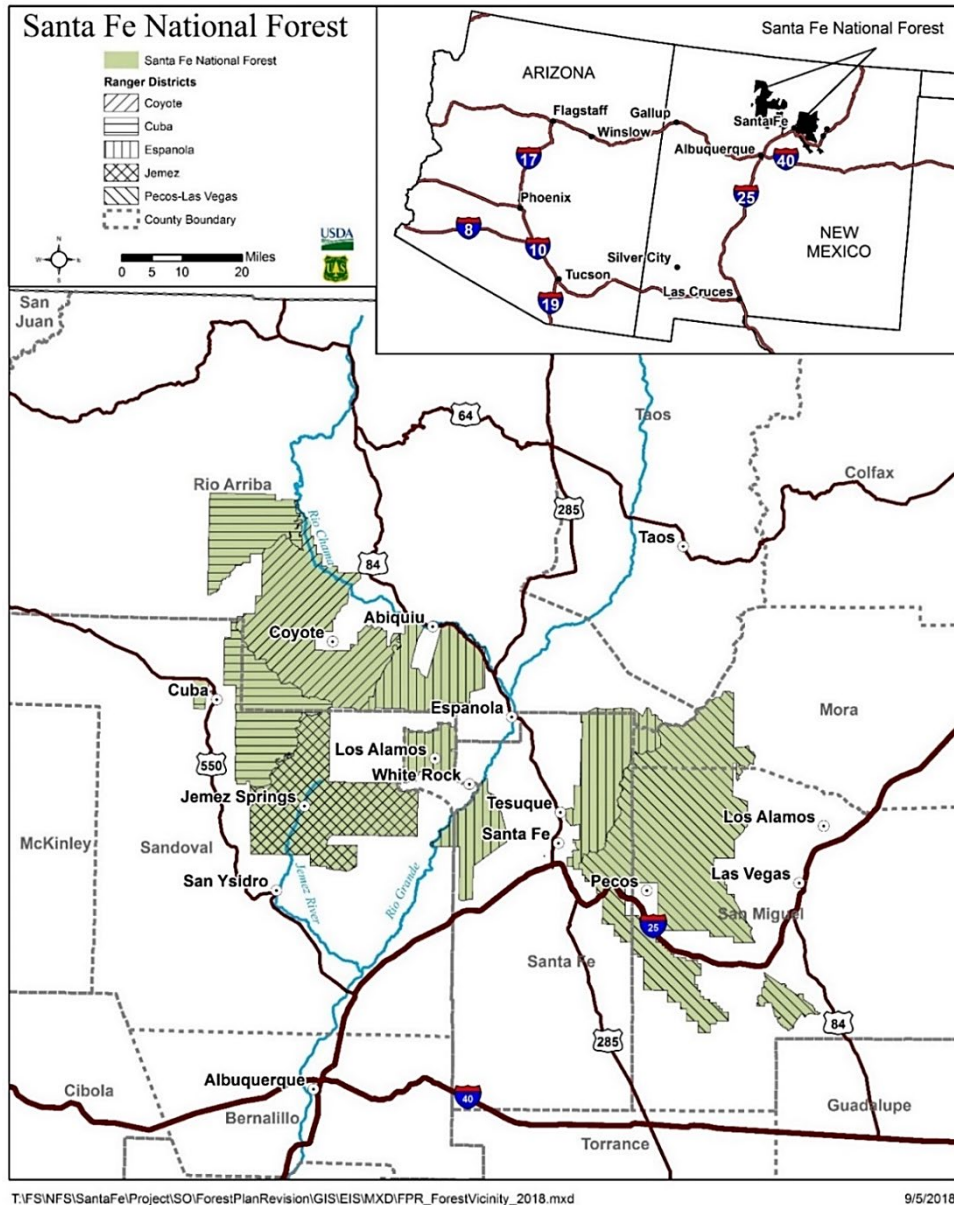 Santa Fe National Forest
Santa Fe National Forest
Ranger Districts
Coyote
Cuba
Espanola
Jemez
Pecos-Las Vegas
County Boundary
N
W
E
S
0 5 10 20 Miles
USDA
UAS
Santa Fe National Forest
ARIZONA
Flagstaff
Winslow
Gallup
Santa Fe
Albuquerque
40
17
25
Phoenix
8
10
NEW
MEXICO
Silver City
Tucson
Las Cruces
19
San
Juan
64
Taos
Colfax
Rio Arriba
285
Rio Chama
Taos
84
Abiquiu
Coyote
Cuba
Espanola
Mora
Los Alamos
550
White Rock
Jemez Springs
Tesuque
Los Alamos
Santa Fe
McKinley
Sandoval
Las Vegas
San Ysidro
Jemez River
Rio Grande
Pecos
San Miguel
25
Santa Fe
84
285
Albuquerque
Cibola
40
Bernalillo
Guadalupe
Torrance
T:\FS\NFS\SantaFe\Project\SO\ForestPlanRevision\GIS\EIS\MXD\FPR_ForestVicinity_2018.mxd
9/5/2018